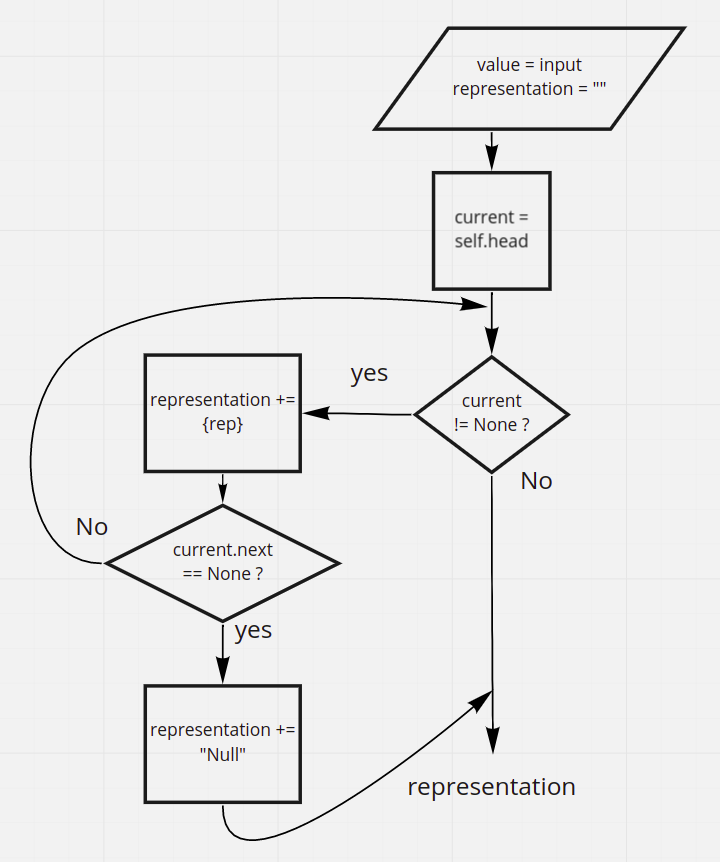 value = input
representation = ""
current =
self.head
yes
current
!= None ?
representation +=
{rep}
No
No
current.next
== None ?
yes
representation +=
"Null"
representation